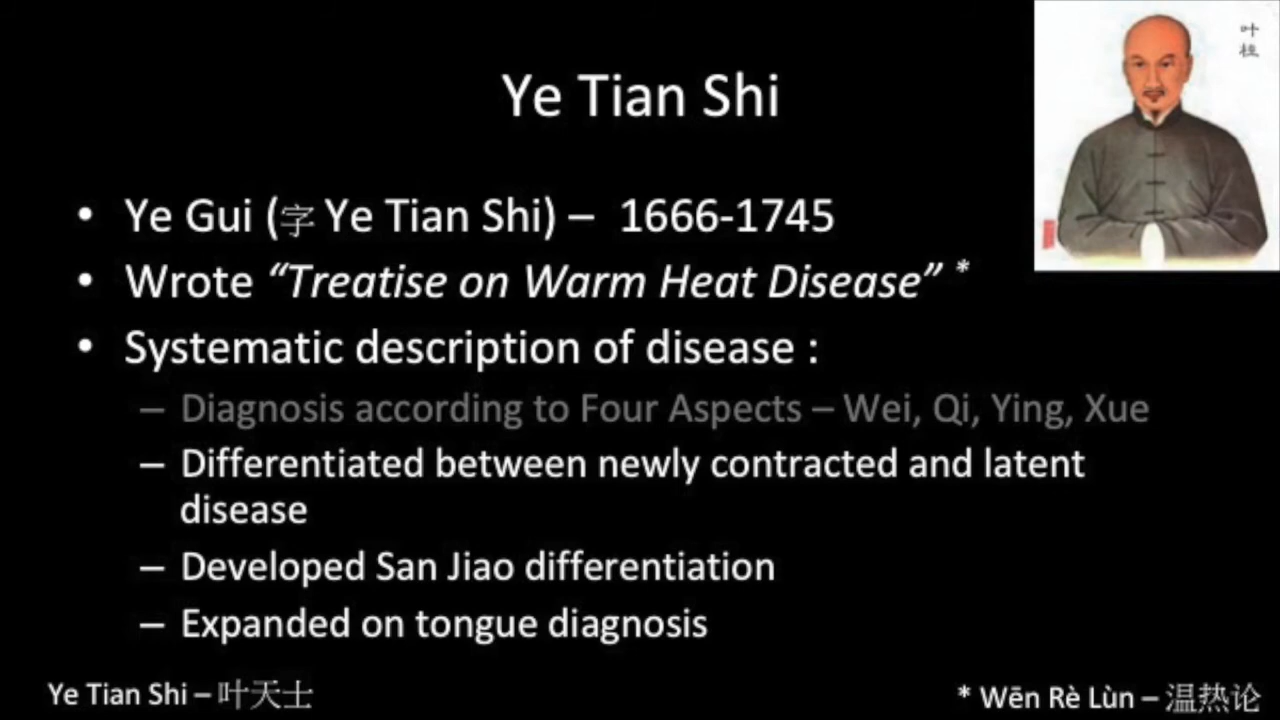 叶
桂
Ye Tian Shi
• Ye Gui (字 Ye Tian Shi) – 1666-1745
• Wrote “Treatise on Warm Heat Disease” *
• Systematic description of disease :
– Diagnosis according to Four Aspects – Wei, Qi, Ying, Xue
– Differentiated between newly contracted and latent
disease
– Developed San Jiao differentiation
– Expanded on tongue diagnosis
Ye Tian Shi – 叶天士
* Wēn Rè Lùn – 温热论